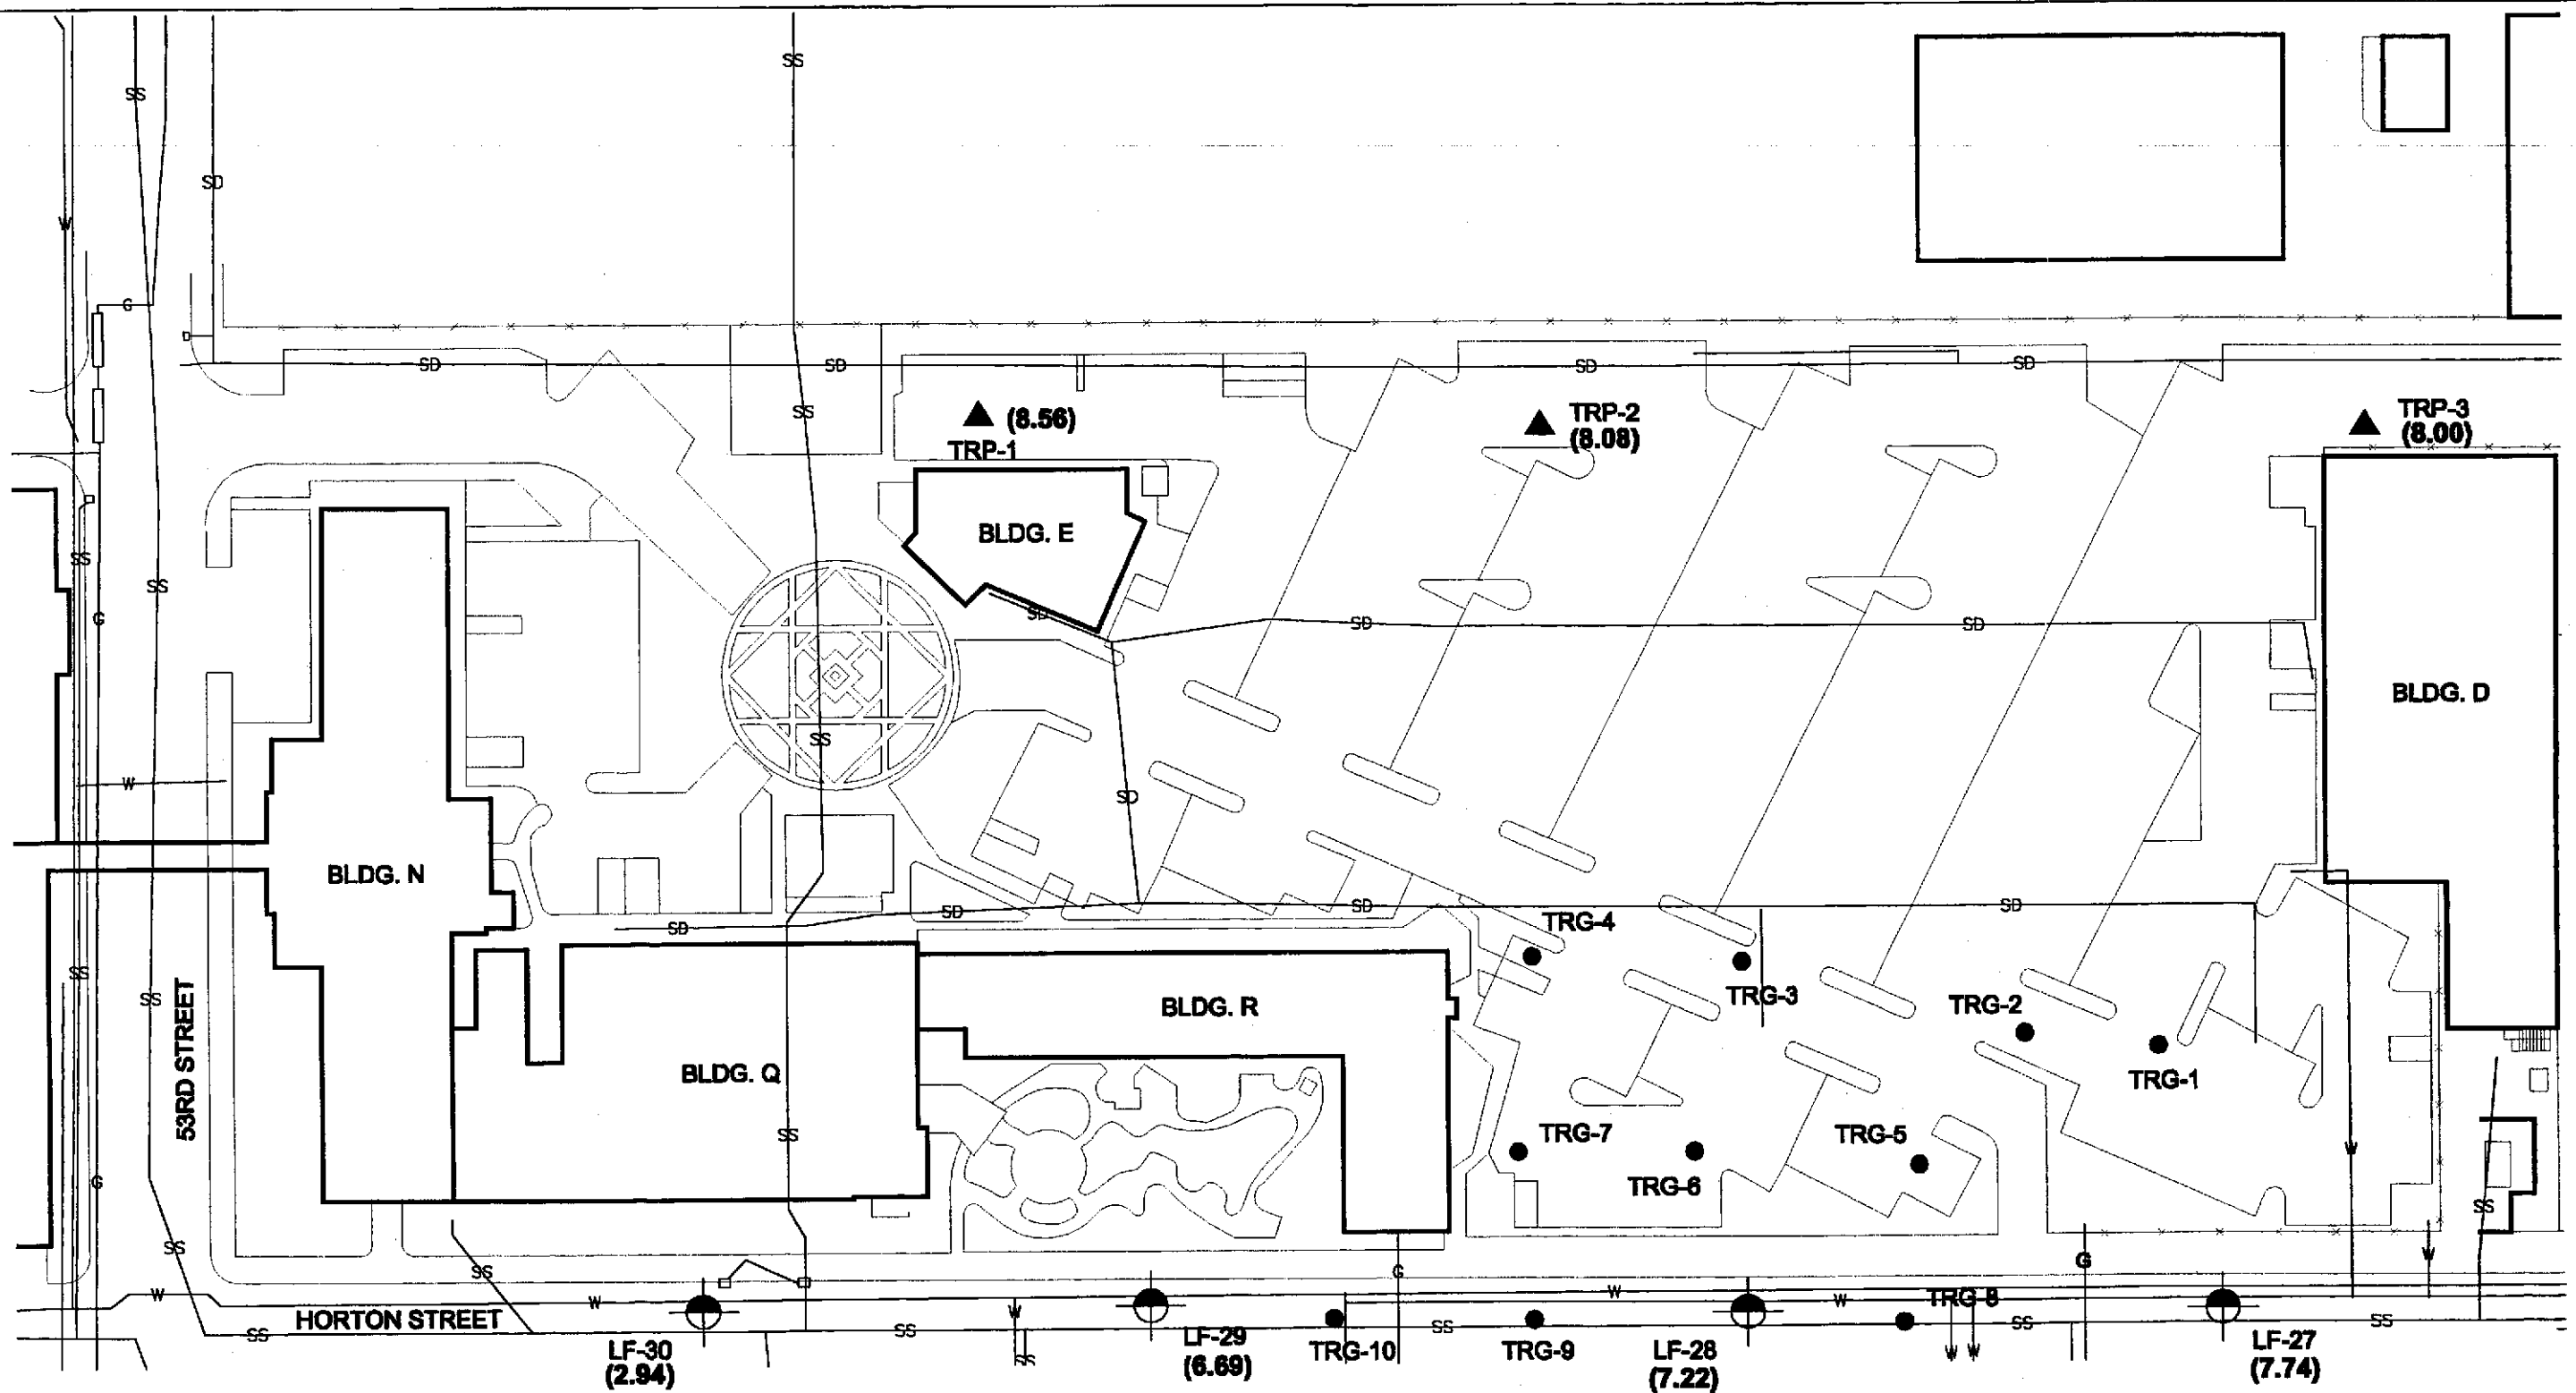 SS
SS
SD
W
G
SD
SD
SD
SD
SS
(8.56)
TRP-1
TRP-2
(8.08)
TRP-3
(8.00)
BLDG. E
SS
SS
G
SD
SD
SD
BLDG. D
SS
W
SD
BLDG. N
SD
SD
SD
SD
TRG-4
TRG-3
TRG-2
TRG-1
SS
SS
53RD STREET
BLDG. R
BLDG. Q
SS
TRG-7
TRG-6
TRG-5
W
G
SS
SS
SS
G
G
W
W
W
W
W
W
HORTON STREET
SS
SS
SS
SS
SS
SS
W
W
LF-30
(2.94)
LF-29
(6.69)
TRG-10
TRG-9
LF-28
(7.22)
TRG-8
LF-27
(7.74)